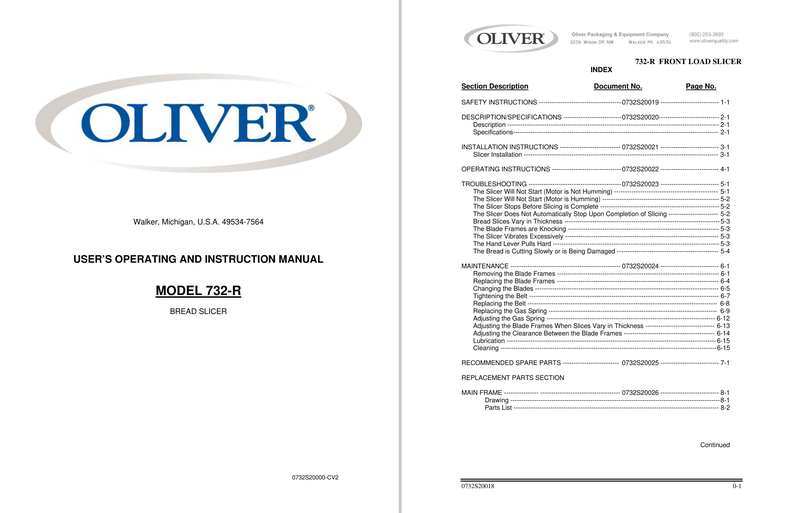 OLIVER®
Walker, Michigan, U.S.A. 49534-7564
USER'S OPERATING AND INSTRUCTION MANUAL
MODEL 732-R
BREAD SLICER
0732S20000-CV2
OLIVER
Oliver Packaging & Equipment Company (800) 253-3893
3236 WILSON DR NW WALKER MI. 49534 www.oliverquality.com
732-R FRONT LOAD SLICER
INDEX
Section Description Document No. Page No.
SAFETY INSTRUCTIONS 0732S20019 1-1
DESCRIPTION/SPECIFICATIONS 0732S20020 2-1
Description 2-1
Specifications 2-1
INSTALLATION INSTRUCTIONS 0732S20021 3-1
Slicer Installation 3-1
OPERATING INSTRUCTIONS 0732S20022 4-1
TROUBLESHOOTING 0732S20023 5-1
The Slicer Will Not Start (Motor is Not Humming) 5-1
The Slicer Will Not Start (Motor is Humming) 5-2
The Slicer Stops Before Slicing is Complete 5-2
The Slicer Does Not Automatically Stop Upon Completion of Slicing 5-2
Bread Slices Vary in Thickness 5-3
The Blade Frames are Knocking 5-3
The Slicer Vibrates Excessively 5-3
The Hand Lever Pulls Hard 5-3
The Bread is Cutting Slowly or is Being Damaged 5-4
MAINTENANCE 0732S20024 6-1
Removing the Blade Frames 6-1
Replacing the Blade Frames 6-4
Changing the Blades 6-5
Tightening the Belt 6-7
Replacing the Belt 6-8
Replacing the Gas Spring 6-9
Adjusting the Gas Spring 6-12
Adjusting the Blade Frames When Slices Vary in Thickness 6-13
Adjusting the Clearance Between the Blade Frames 6-14
Lubrication 6-15
Cleaning 6-15
RECOMMENDED SPARE PARTS 0732S20025 7-1
REPLACEMENT PARTS SECTION
MAIN FRAME 0732S20026 8-1
Drawing 8-1
Parts List 8-2
Continued
0732S20018 0-1